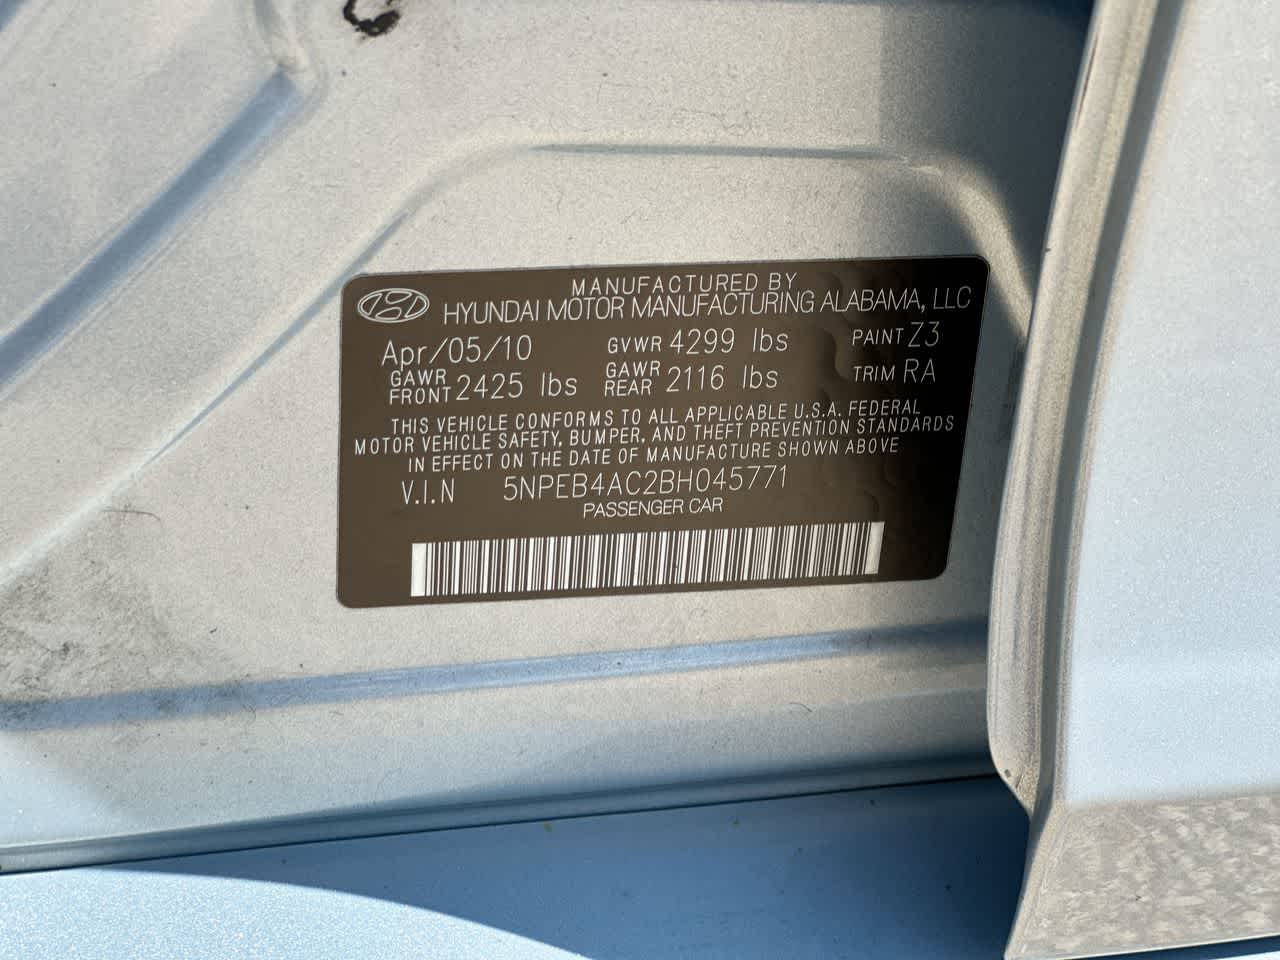 MANUFACTURED BY
HYUNDAI MOTOR MANUFACTURING ALABAMA, LLC
Apr/05/10 GVWR 4299 lbs PAINT Z3
GAWR FRONT 2425 lbs GAWR REAR 2116 lbs TRIM RA
THIS VEHICLE CONFORMS TO ALL APPLICABLE U.S.A. FEDERAL
MOTOR VEHICLE SAFETY, BUMPER, AND THEFT PREVENTION STANDARDS
IN EFFECT ON THE DATE OF MANUFACTURE SHOWN ABOVE
V.I.N 5NPEB4AC2BH045771
PASSENGER CAR